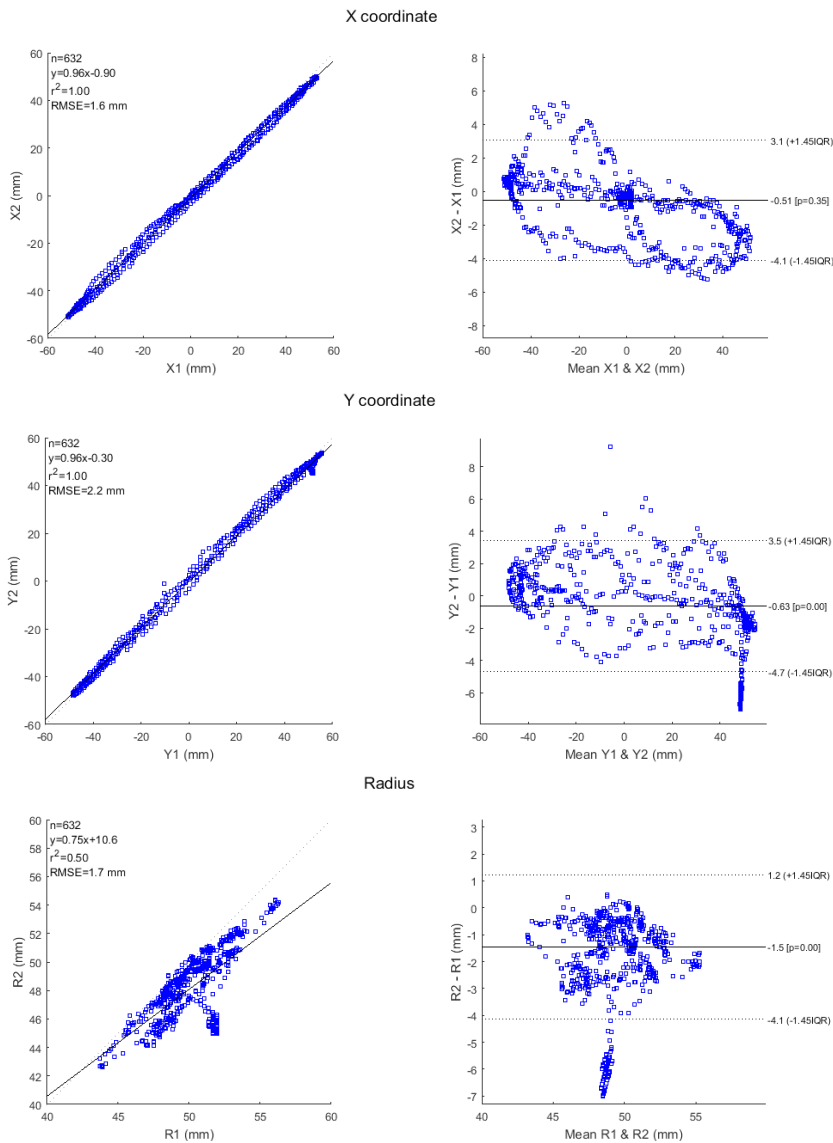 X coordinate
n=632
y=0.96x-0.90
r²=1.00
RMSE=1.6 mm
60
40
20
0
-20
-40
-60
X2 (mm)
-60 -40 -20 0 20 40 60
X1 (mm)
8
6
4
2
0
-2
-4
-6
-8
X2 - X1 (mm)
3.1 (+1.45IQR)
-0.51 [p=0.35]
-4.1 (-1.45IQR)
-60 -40 -20 0 20 40
Mean X1 & X2 (mm)
Y coordinate
n=632
y=0.96x-0.30
r²=1.00
RMSE=2.2 mm
60
40
20
0
-20
-40
-60
Y2 (mm)
-60 -40 -20 0 20 40 60
Y1 (mm)
8
6
4
2
0
-2
-4
-6
Y2 - Y1 (mm)
3.5 (+1.45IQR)
-0.63 [p=0.00]
-4.7 (-1.45IQR)
-60 -40 -20 0 20 40
Mean Y1 & Y2 (mm)
Radius
n=632
y=0.75x+10.6
r²=0.50
RMSE=1.7 mm
60
58
56
54
52
50
48
46
44
42
40
R2 (mm)
40 45 50 55 60
R1 (mm)
3
2
1
0
-1
-2
-3
-4
-5
-6
-7
R2 - R1 (mm)
1.2 (+1.45IQR)
-1.5 [p=0.00]
-4.1 (-1.45IQR)
40 45 50 55
Mean R1 & R2 (mm)